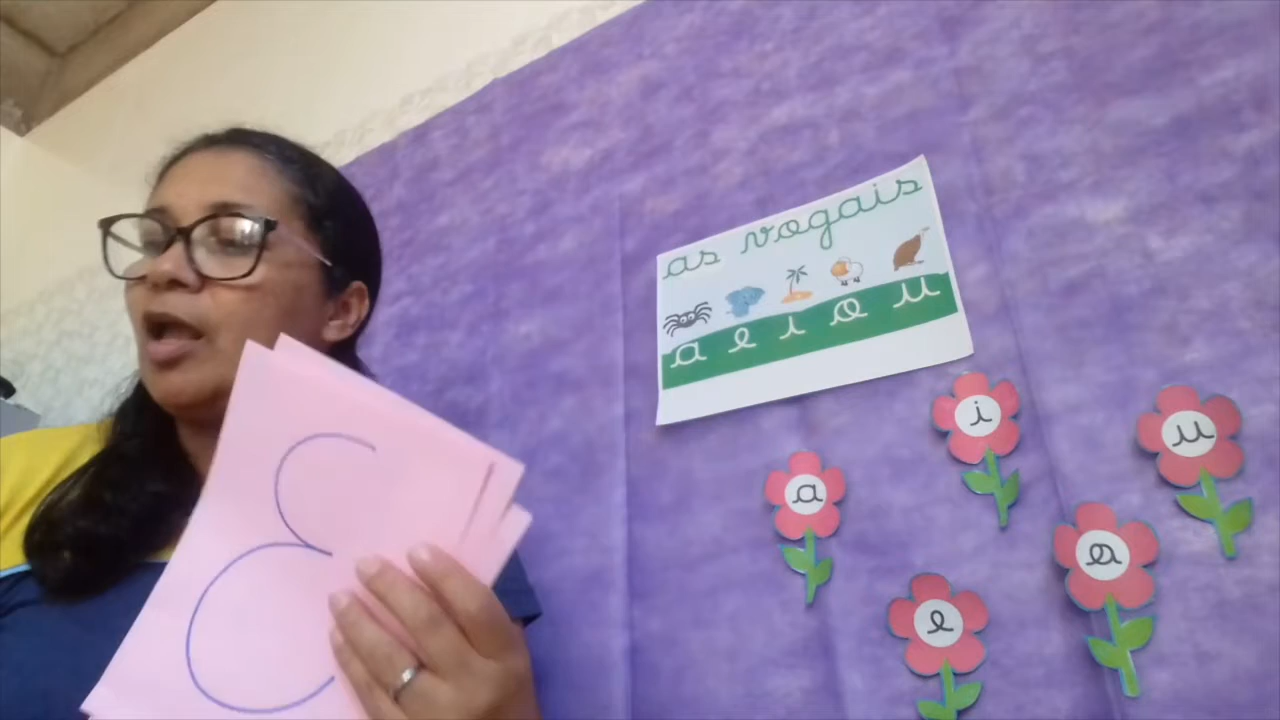 as vogais
a e i o u
i
u
a
o
e
ℰ